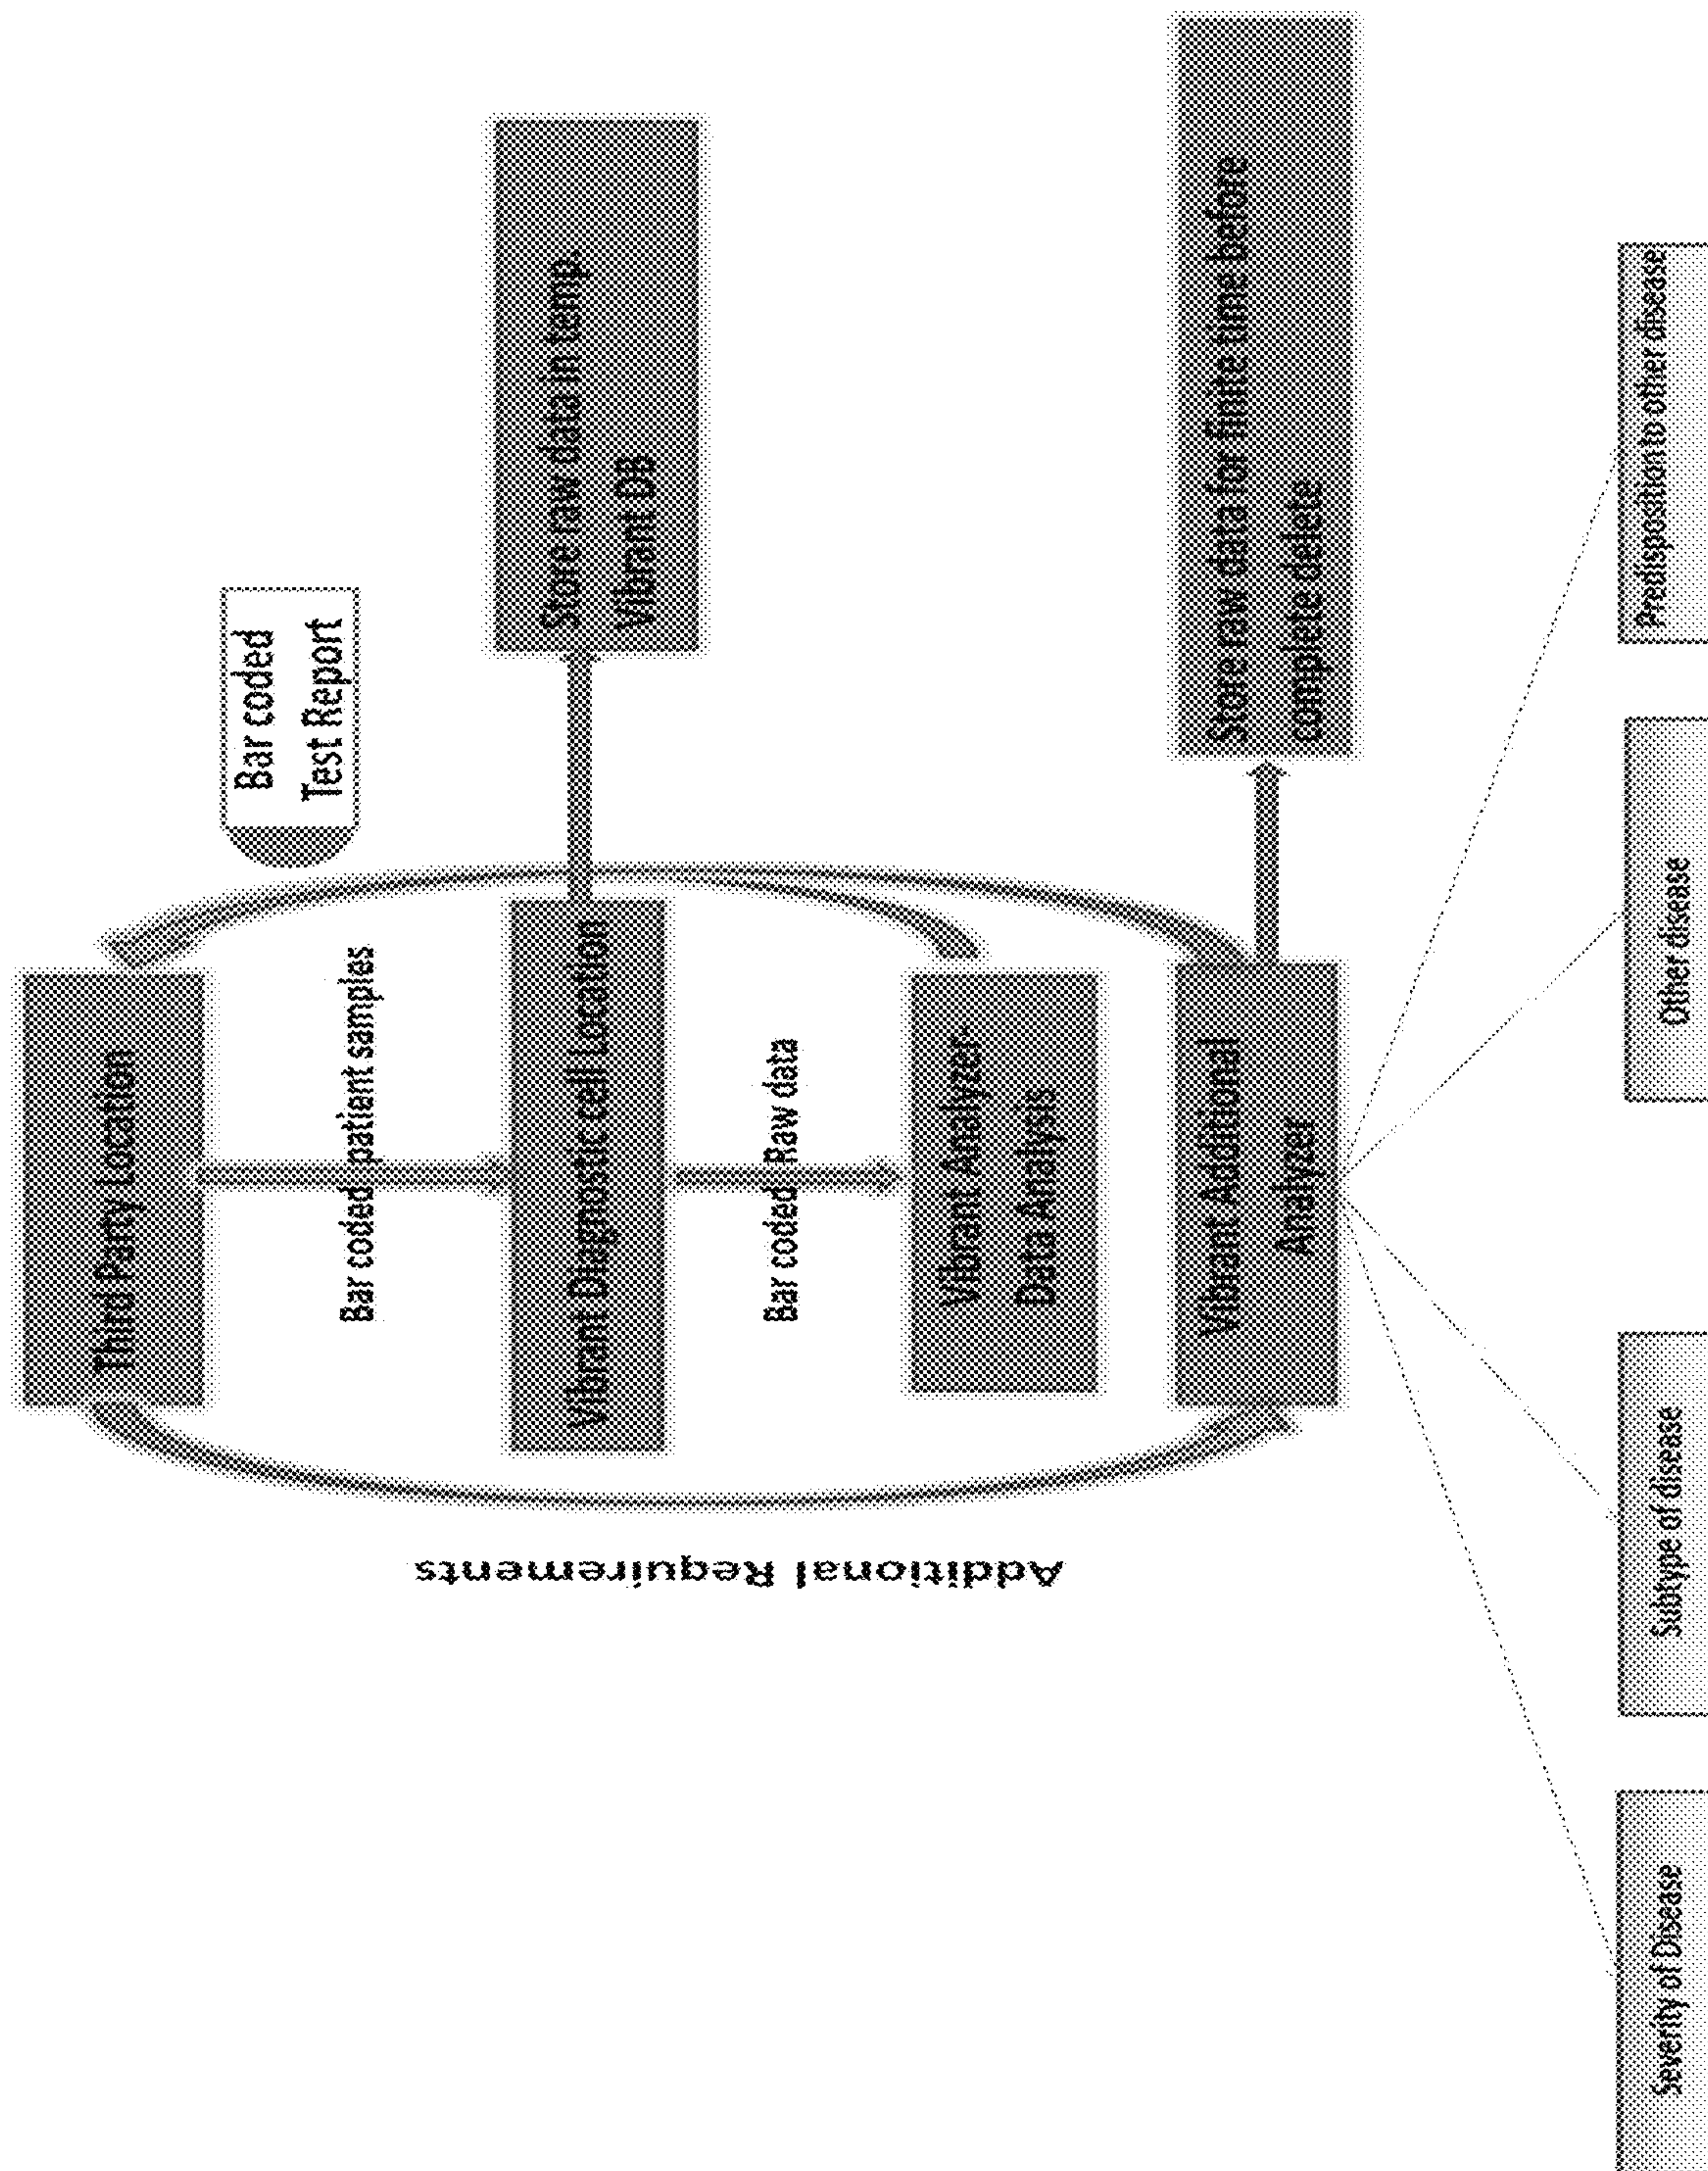 Third Party Location
Bar coded
Test Report
Bar coded patient samples
Vibrant Diagnostic cell Location
Store raw data in temp.
Vibrant DB
Bar coded Raw data
Vibrant Analyzer-
Data Analysis
Additional Requirements
Vibrant Additional
Analyzer
Store raw data for finite time before
complete delete
Severity of Disease
Subtype of disease
Other disease
Predisposition to other disease